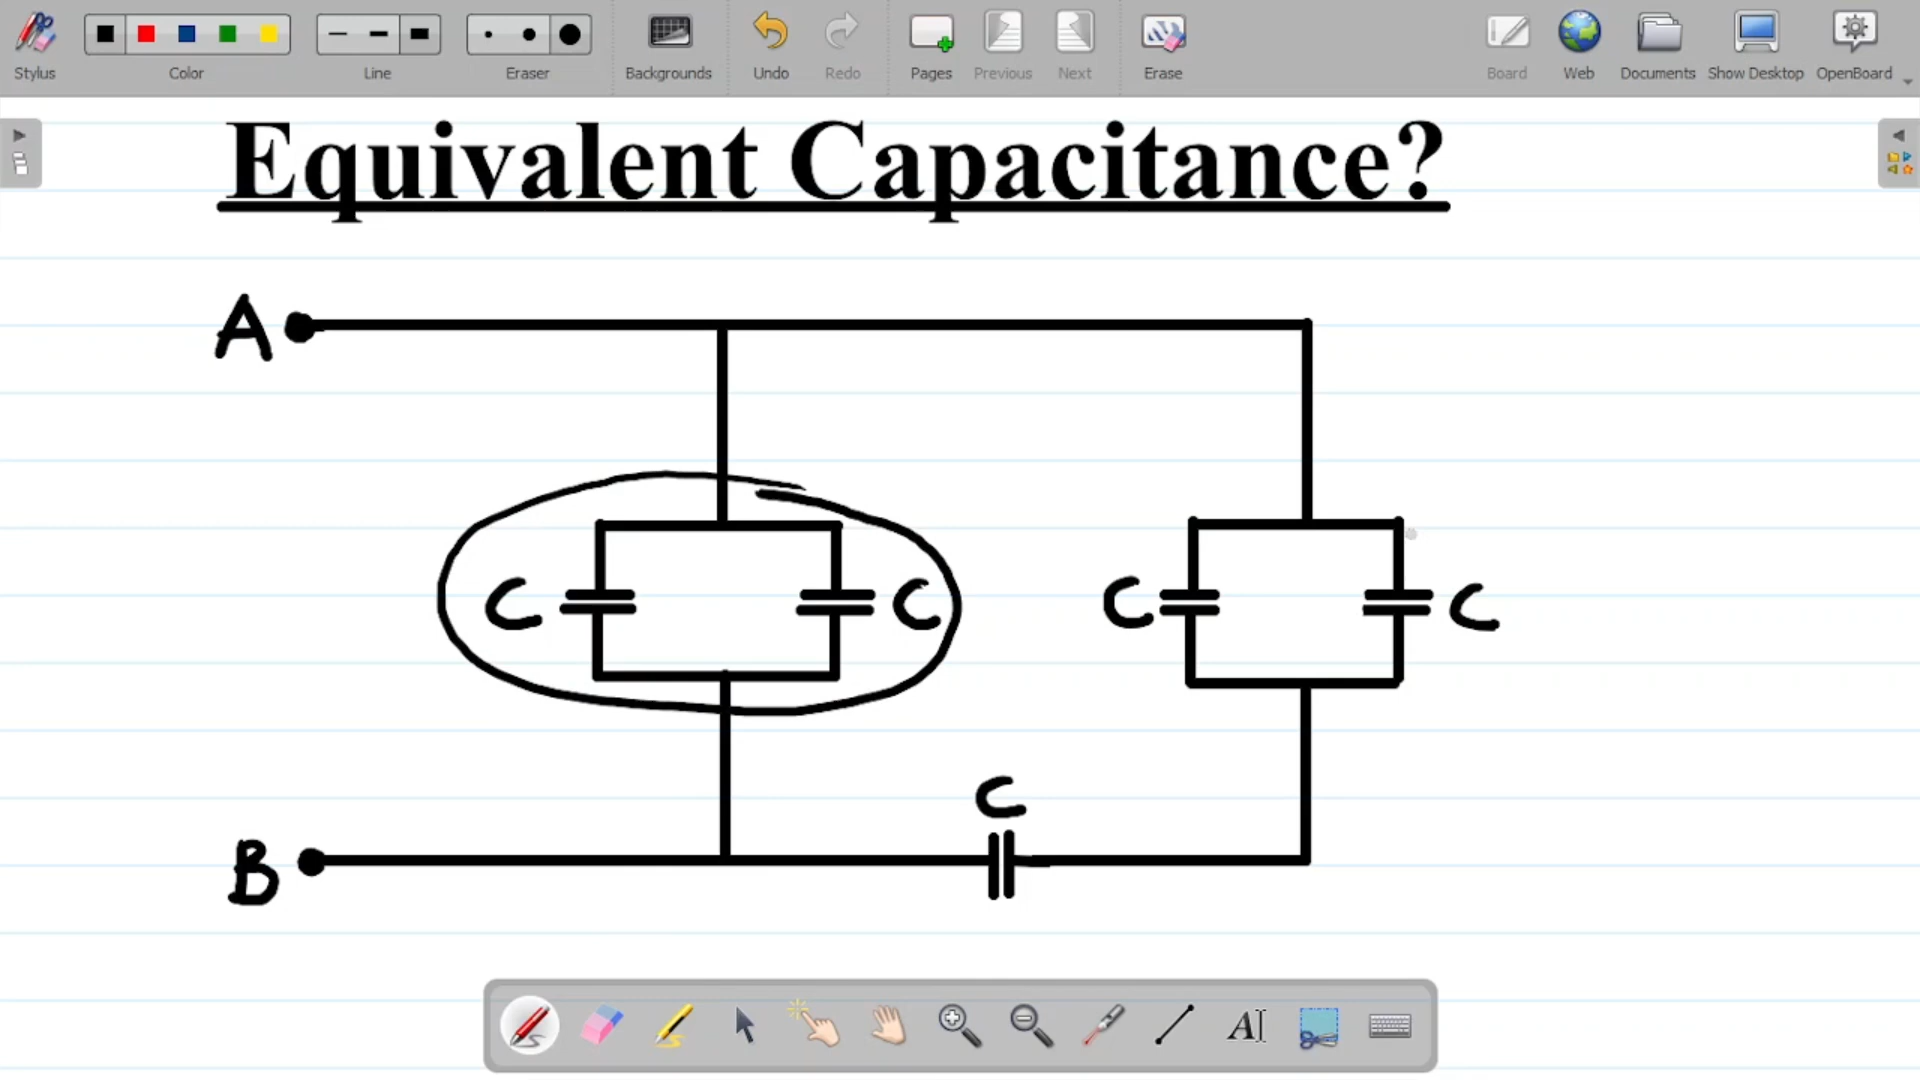 Stylus Color Line Eraser Backgrounds Undo Redo Pages Previous Next Erase Board Web Documents Show Desktop OpenBoard
Equivalent Capacitance?
A
C C C C
C
B
AI